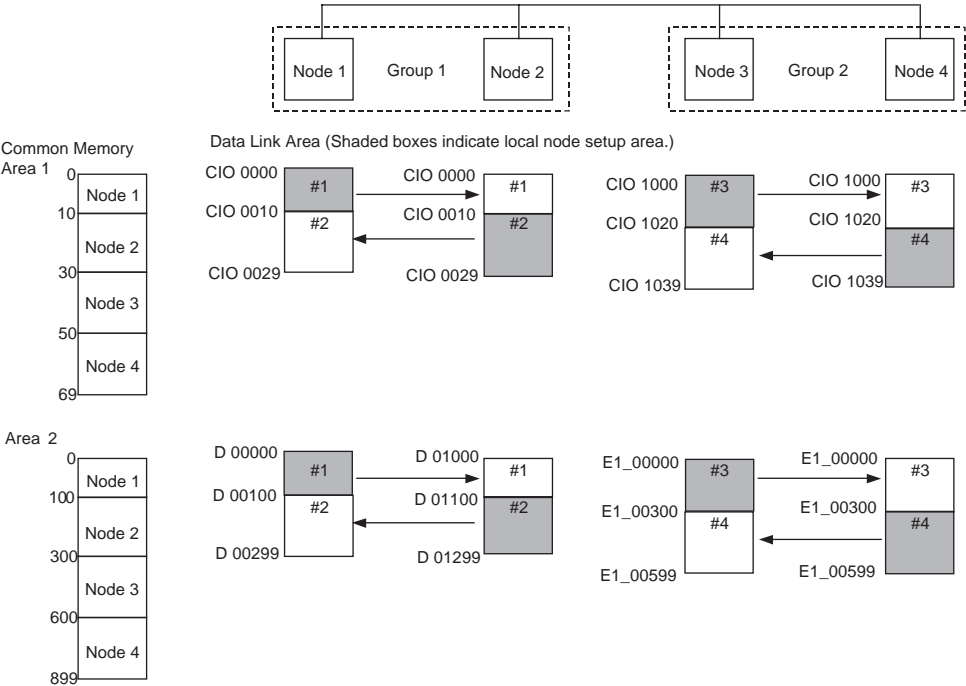 Node 1 Group 1 Node 2 Node 3 Group 2 Node 4
Data Link Area (Shaded boxes indicate local node setup area.)
Common Memory
Area 1
0
Node 1
10
Node 2
30
Node 3
50
Node 4
69
CIO 0000
#1
CIO 0010
#2
CIO 0029
CIO 0000
#1
CIO 0010
#2
CIO 0029
CIO 1000
#3
CIO 1020
#4
CIO 1039
CIO 1000
#3
CIO 1020
#4
CIO 1039
Area 2
0
Node 1
100
Node 2
300
Node 3
600
Node 4
899
D 00000
#1
D 00100
#2
D 00299
D 01000
#1
D 01100
#2
D 01299
E1_00000
#3
E1_00300
#4
E1_00599
E1_00000
#3
E1_00300
#4
E1_00599